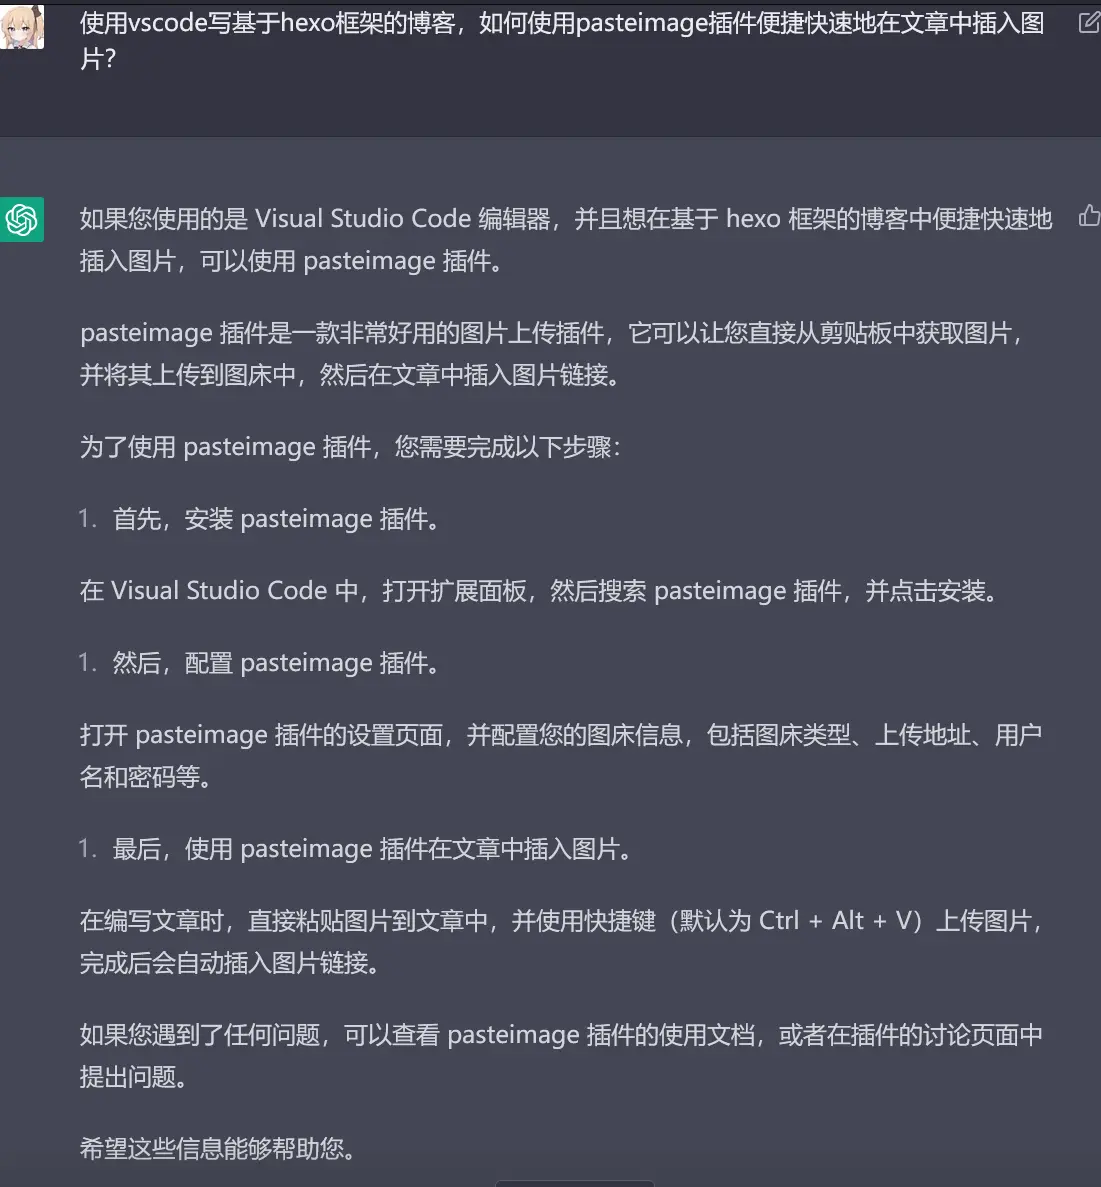 使用vscode写基于hexo框架的博客，如何使用pasteimage插件便捷快速地在文章中插入图
片？
如果您使用的是 Visual Studio Code 编辑器，并且想在基于 hexo 框架的博客中便捷快速地
插入图片，可以使用 pasteimage 插件。
pasteimage 插件是一款非常好用的图片上传插件，它可以让您直接从剪贴板中获取图片，
并将其上传到图床中，然后在文章中插入图片链接。
为了使用 pasteimage 插件，您需要完成以下步骤：
1. 首先，安装 pasteimage 插件。
在 Visual Studio Code 中，打开扩展面板，然后搜索 pasteimage 插件，并点击安装。
1. 然后，配置 pasteimage 插件。
打开 pasteimage 插件的设置页面，并配置您的图床信息，包括图床类型、上传地址、用户
名和密码等。
1. 最后，使用 pasteimage 插件在文章中插入图片。
在编写文章时，直接粘贴图片到文章中，并使用快捷键（默认为 Ctrl + Alt + V）上传图片，
完成后会自动插入图片链接。
如果您遇到了任何问题，可以查看 pasteimage 插件的使用文档，或者在插件的讨论页面中
提出问题。
希望这些信息能够帮助您。